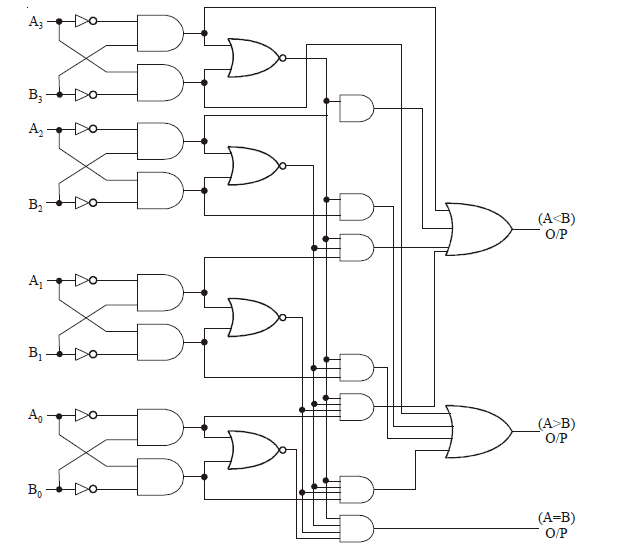 A3
B3
A2
B2
(A<B)
O/P
A1
B1
A0
B0
(A>B)
O/P
(A=B)
O/P